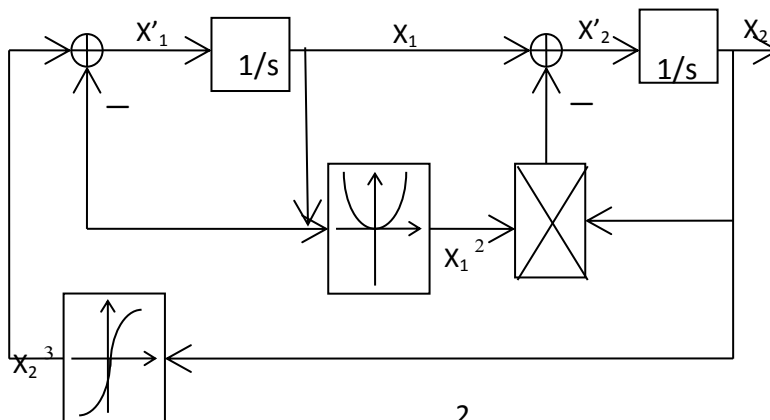 X'₁ X₁ X'₂ X₂
1/s 1/s
— —
X₁ ²
X₂ ³
2